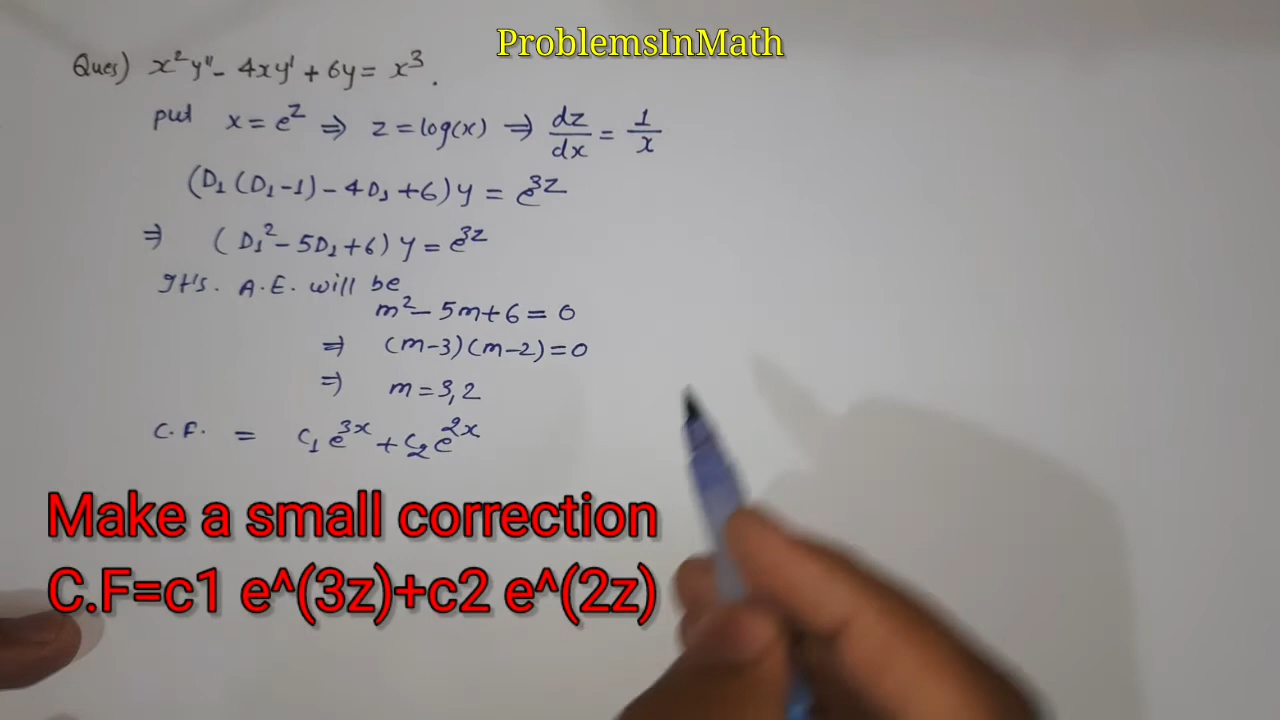 ProblemsInMath
Ques) x²y" - 4xy' + 6y = x³.
put x = e^z ⇒ z = log(x) ⇒ dz/dx = 1/x
(D₁(D₁-1) - 4D₁ + 6) y = e^3z
⇒ (D₁² - 5D₁ + 6) y = e^3z
It's. A.E. will be
m² - 5m + 6 = 0
⇒ (m-3)(m-2) = 0
⇒ m = 3,2
C.F. = c₁e^3x + c₂e^2x
Make a small correction
C.F=c1 e^(3z)+c2 e^(2z)